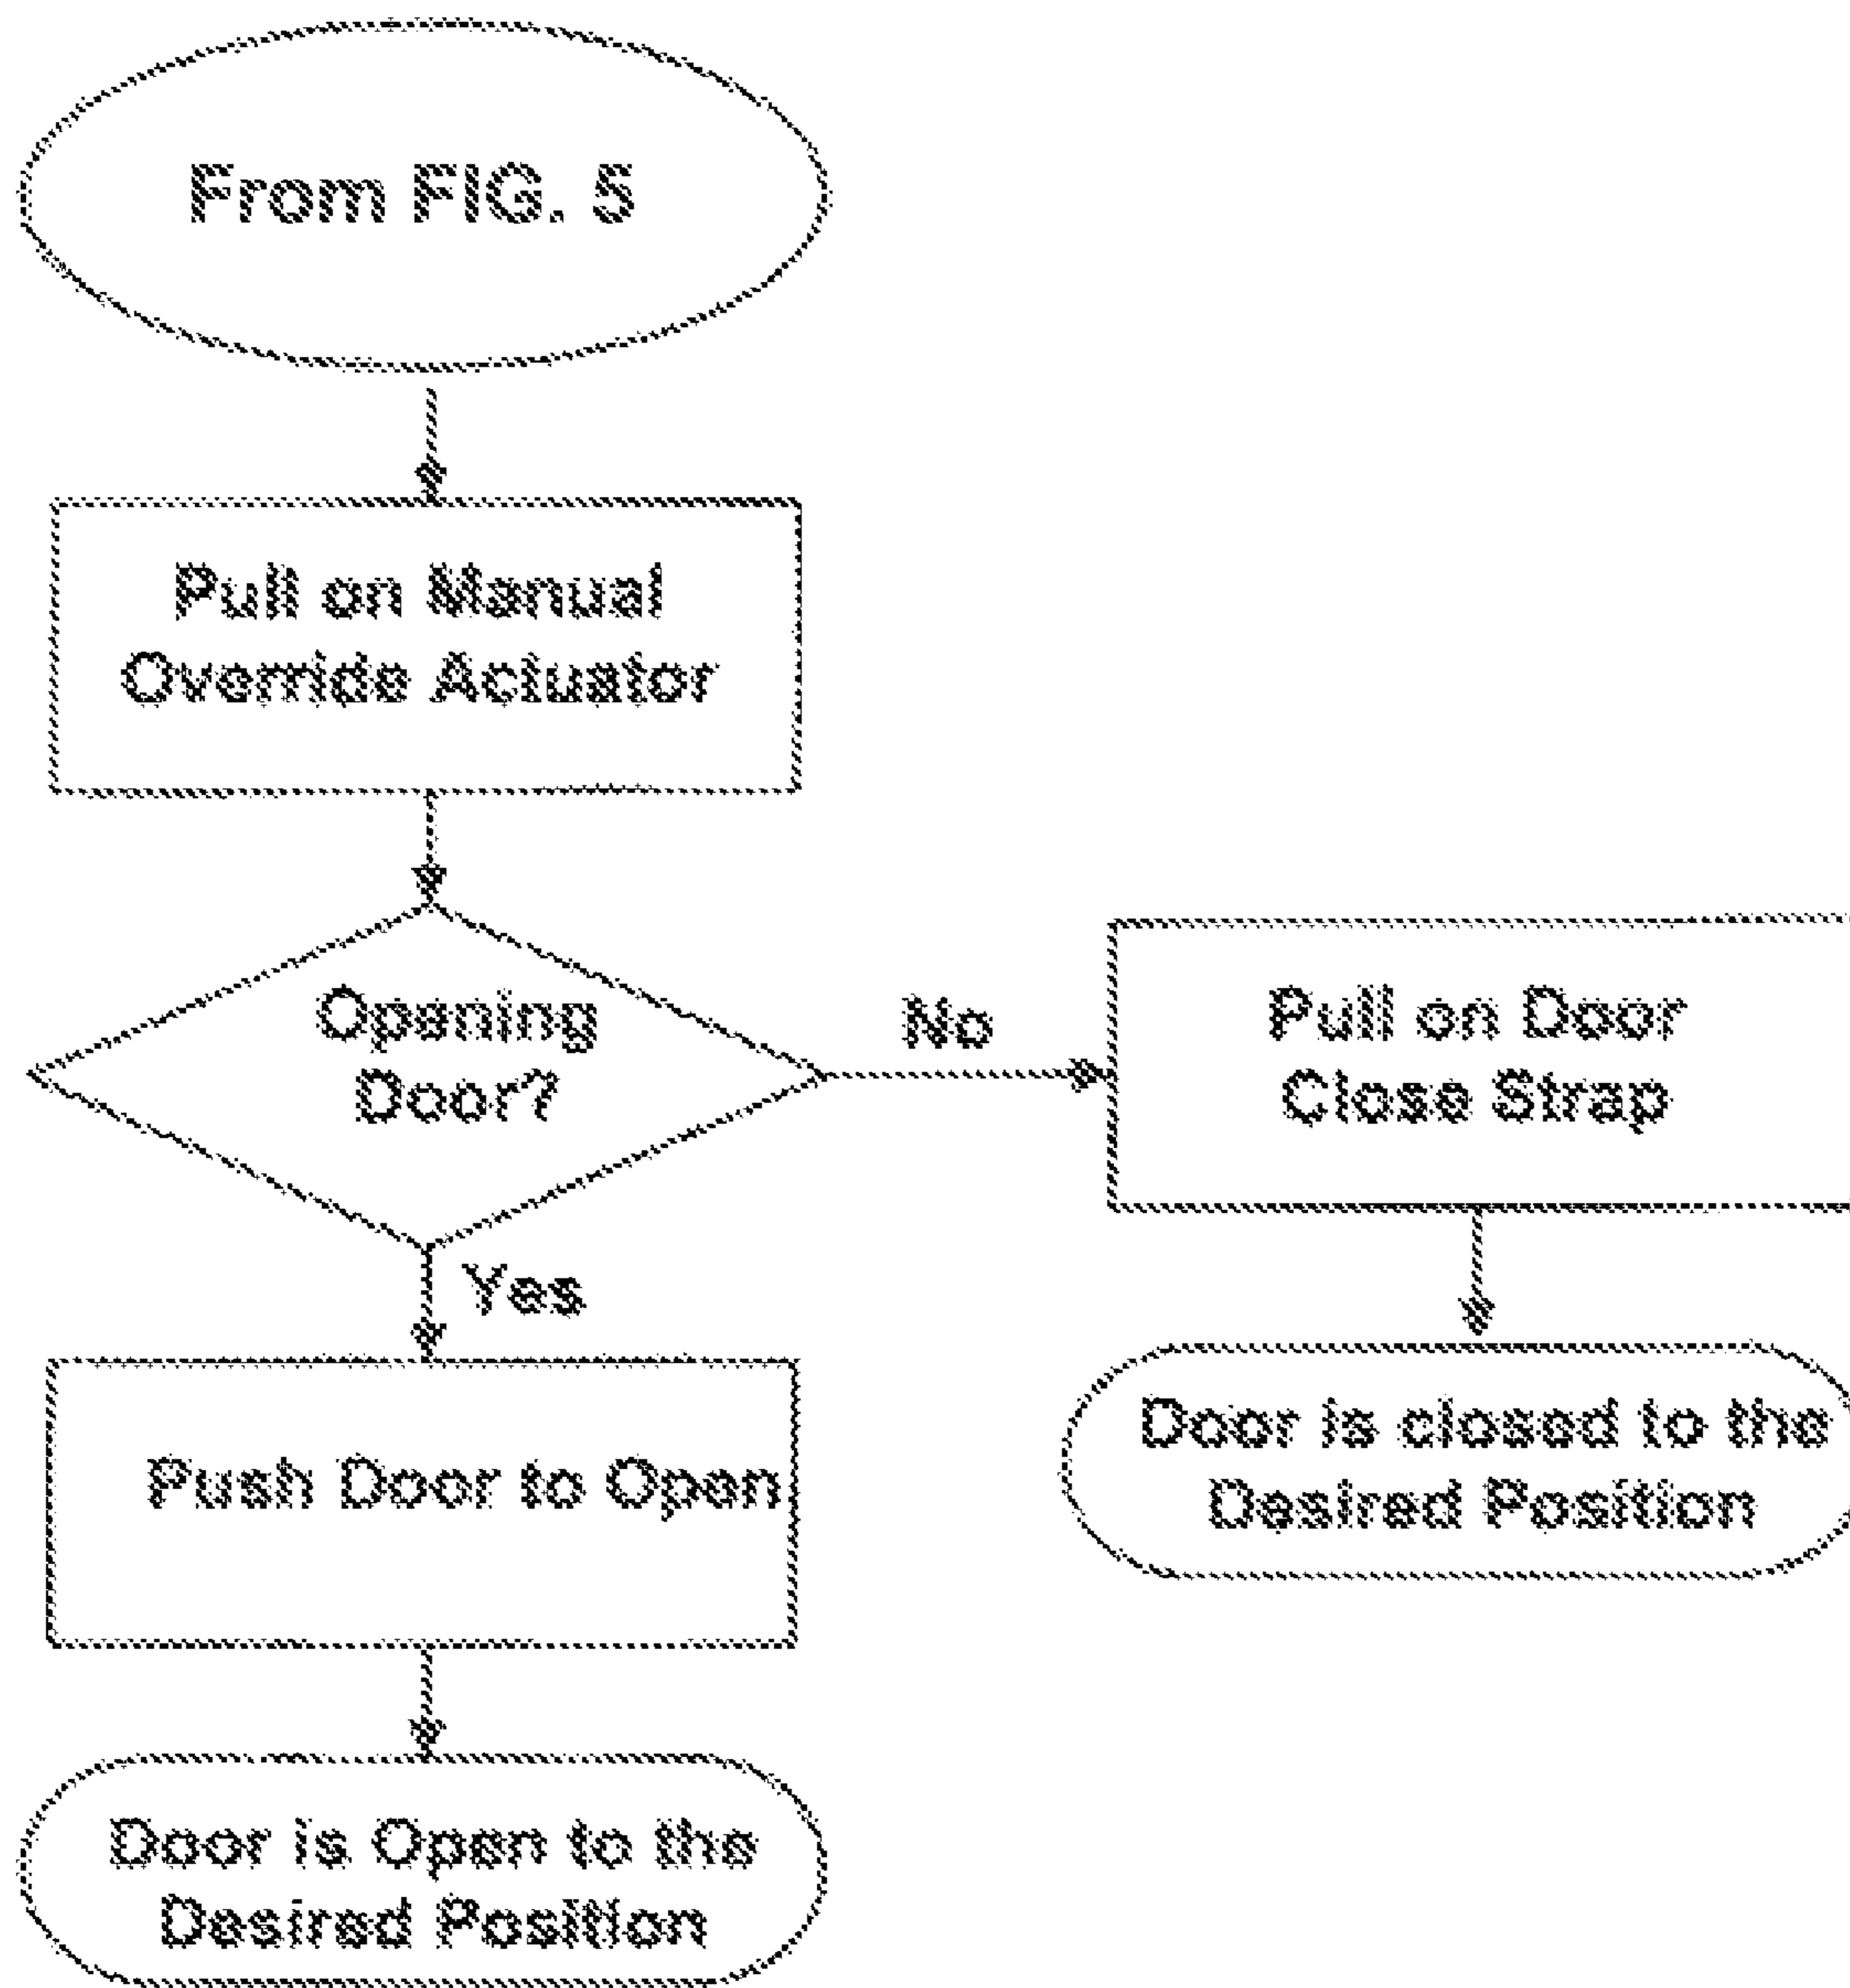 From FIG. 5
Pull on Manual
Override Actuator
Opening
Door?
No
Pull on Door
Close Strap
Yes
Push Door to Open
Door is closed to the
Desired Position
Door is Open to the
Desired Position